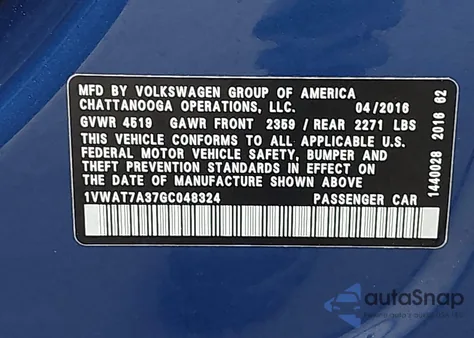 MFD BY VOLKSWAGEN GROUP OF AMERICA
CHATTANOOGA OPERATIONS, LLC. 04/2016
GVWR 4519 GAWR FRONT 2359 / REAR 2271 LBS
THIS VEHICLE CONFORMS TO ALL APPLICABLE U.S.
FEDERAL MOTOR VEHICLE SAFETY, BUMPER AND
THEFT PREVENTION STANDARDS IN EFFECT ON
THE DATE OF MANUFACTURE SHOWN ABOVE
1VWAT7A37GC048324 PASSENGER CAR
1440028 2016 62
autoSnap